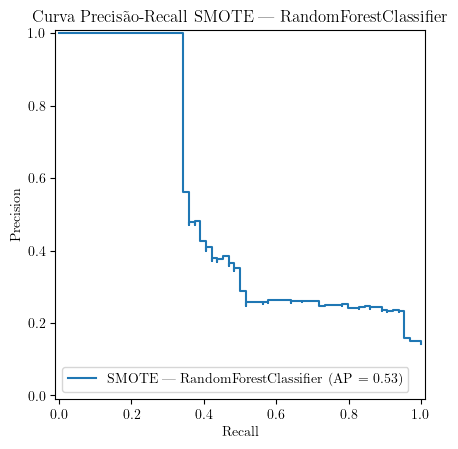 Curva Precisão-Recall SMOTE — RandomForestClassifier
1.0
0.8
0.6
0.4
0.2
0.0
Precision
SMOTE — RandomForestClassifier (AP = 0.53)
0.0 0.2 0.4 0.6 0.8 1.0
Recall